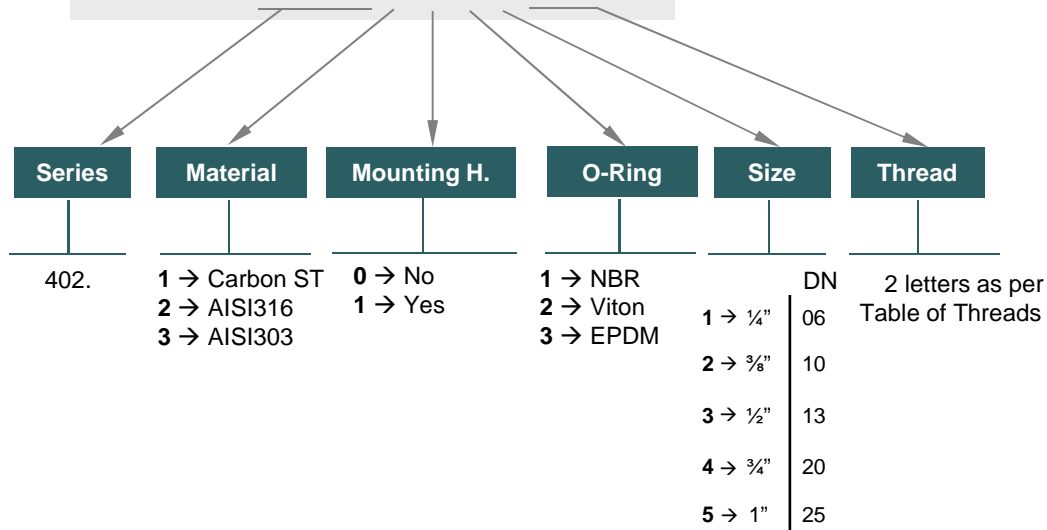 Series
Material
Mounting H.
O-Ring
Size
Thread
402.
1 → Carbon ST
2 → AISI316
3 → AISI303
0 → No
1 → Yes
1 → NBR
2 → Viton
3 → EPDM
DN
1 → ¼” 06
2 → ⅜” 10
3 → ½” 13
4 → ¾” 20
5 → 1” 25
2 letters as per
Table of Threads